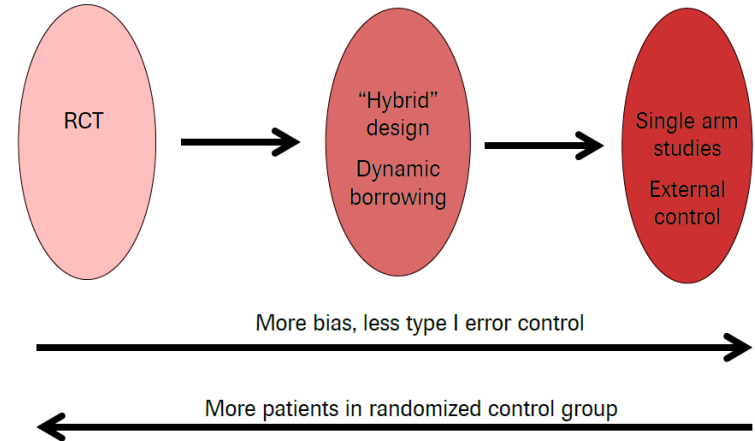 RCT
“Hybrid”
design
Dynamic
borrowing
Single arm
studies
External
control
More bias, less type I error control
More patients in randomized control group